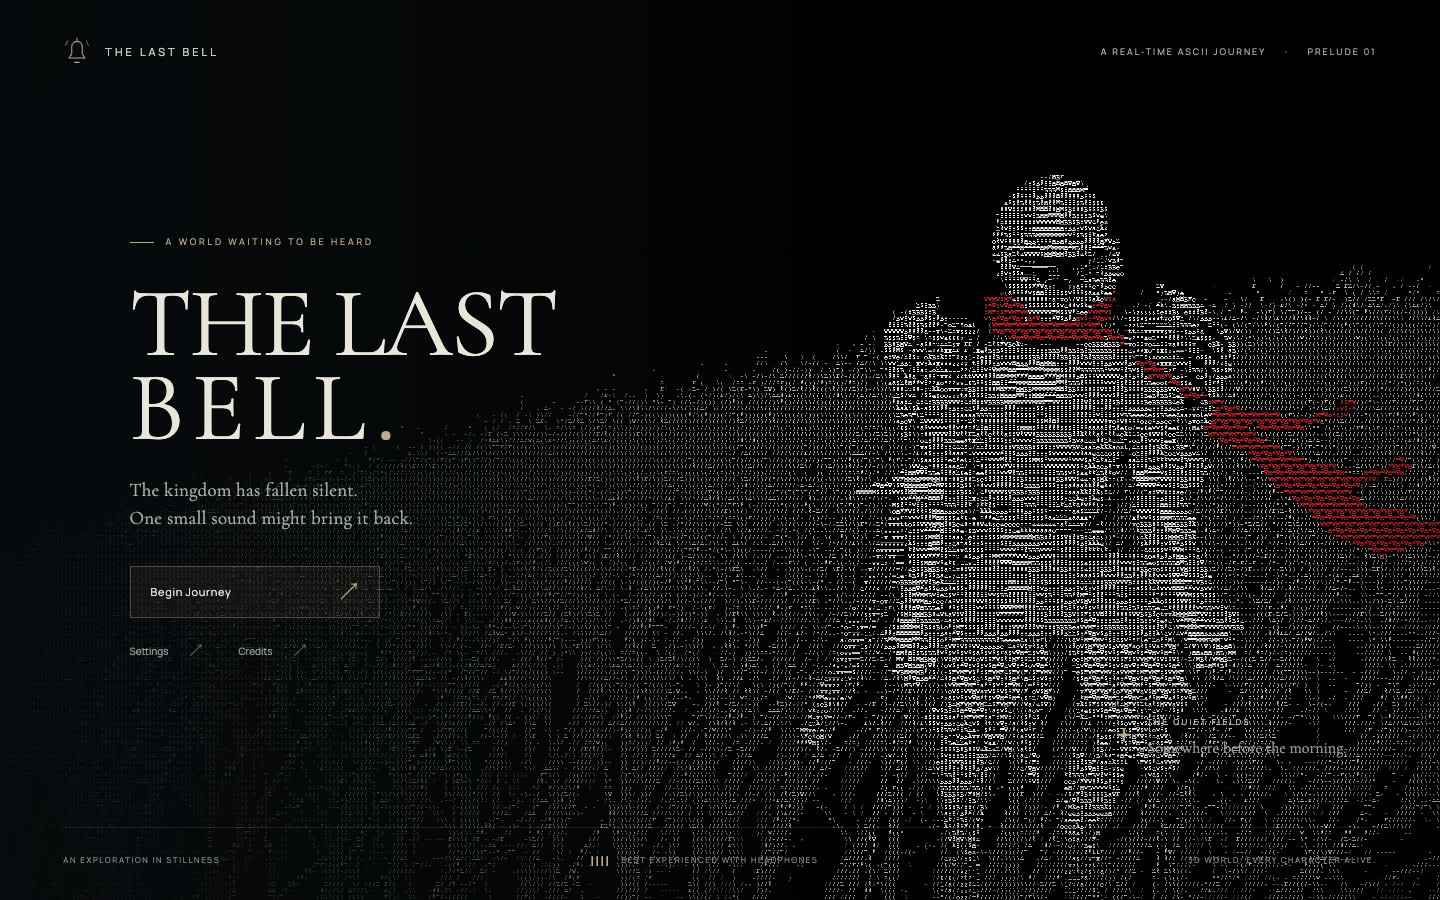 THE LAST BELL
A REAL-TIME ASCII JOURNEY · PRELUDE 01
A WORLD WAITING TO BE HEARD
THE LAST
BELL.
The kingdom has fallen silent.
One small sound might bring it back.
Begin Journey
Settings
Credits
THE QUIET FIELDS
Somewhere before the morning.
AN EXPLORATION IN STILLNESS
BEST EXPERIENCED WITH HEADPHONES
3D WORLD. EVERY CHARACTER ALIVE.